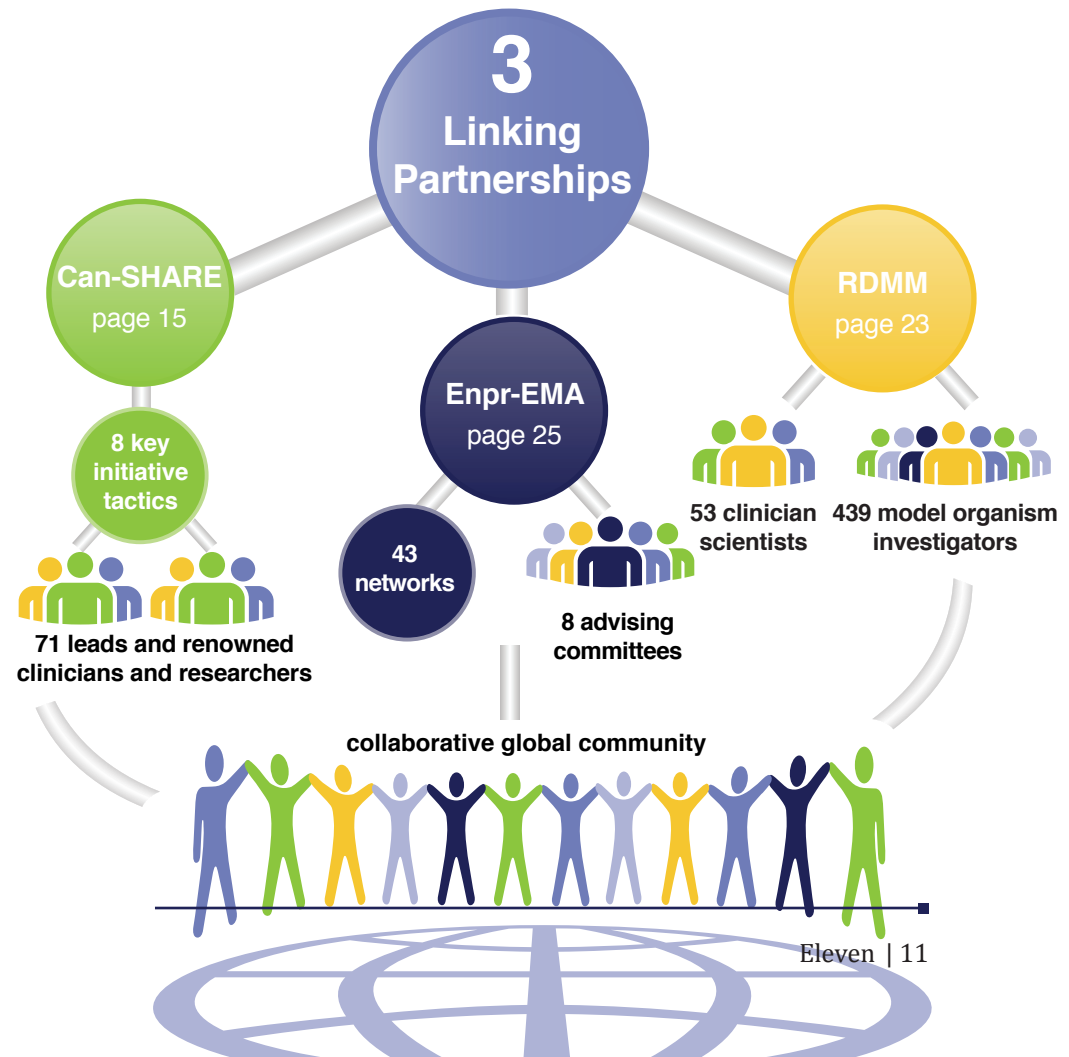 3
Linking
Partnerships
Can-SHARE
page 15
RDMM
page 23
Enpr-EMA
page 25
8 key
initiative
tactics
43
networks
53 clinician
scientists
439 model organism
investigators
8 advising
committees
71 leads and renowned
clinicians and researchers
collaborative global community
Eleven | 11